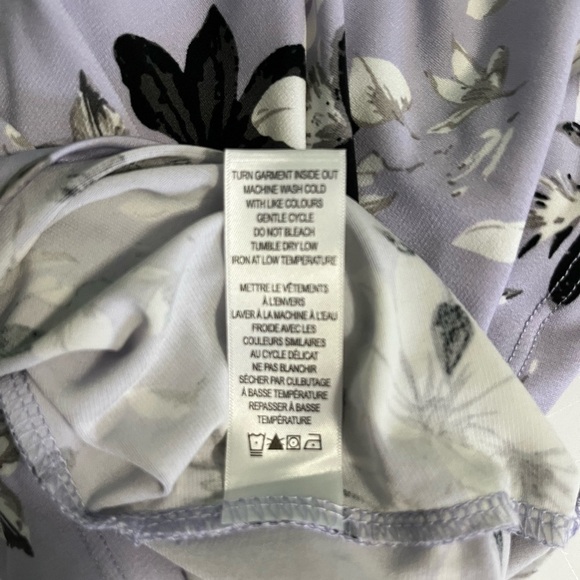 TURN GARMENT INSIDE OUT
MACHINE WASH COLD
WITH LIKE COLOURS
GENTLE CYCLE
DO NOT BLEACH
TUMBLE DRY LOW
IRON AT LOW TEMPERATURE
METTRE LE VÊTEMENTS
À L'ENVERS
LAVER À LA MACHINE À L'EAU
FROIDE AVEC LES
COULEURS SIMILAIRES
AU CYCLE DÉLICAT
NE PAS BLANCHIR
SÉCHER PAR CULBUTAGE
À BASSE TEMPÉRATURE
REPASSER À BASSE
TEMPÉRATURE